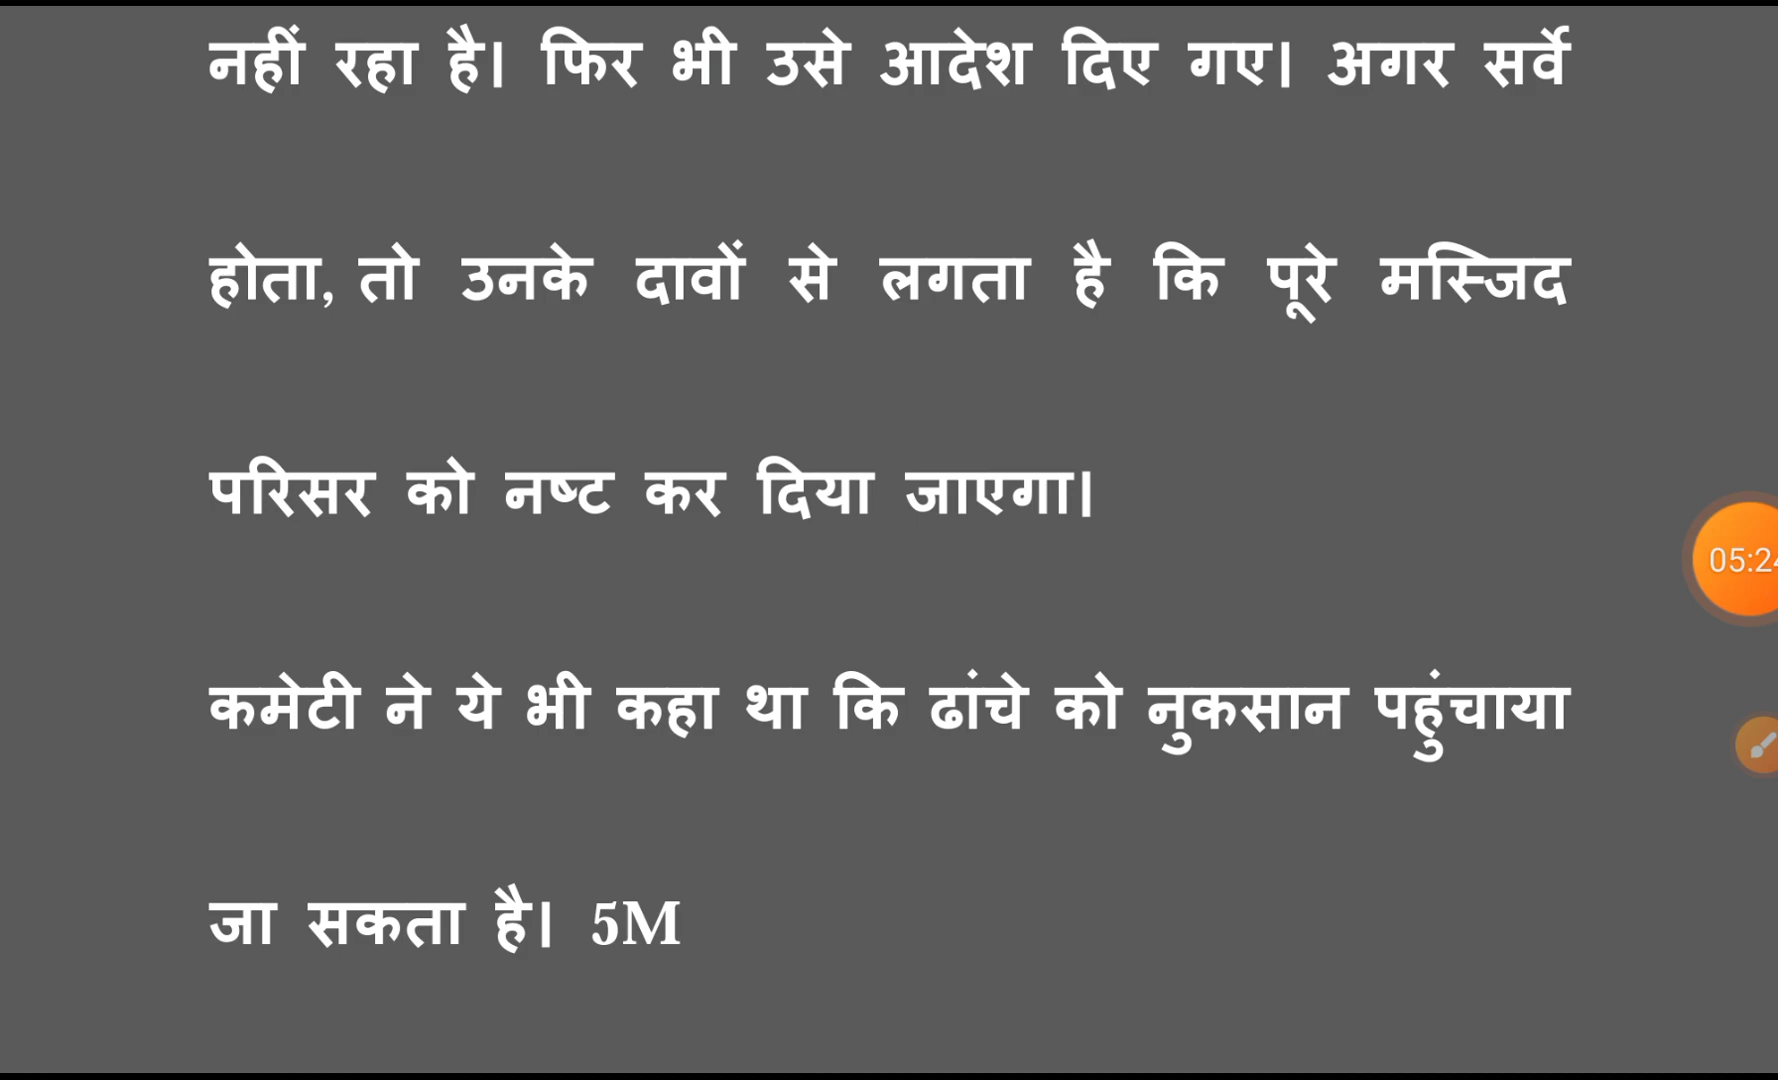 नहीं रहा है। फिर भी उसे आदेश दिए गए। अगर सर्वे
होता, तो उनके दावों से लगता है कि पूरे मस्जिद
परिसर को नष्ट कर दिया जाएगा।
कमेटी ने ये भी कहा था कि ढांचे को नुकसान पहुंचाया
जा सकता है। 5M